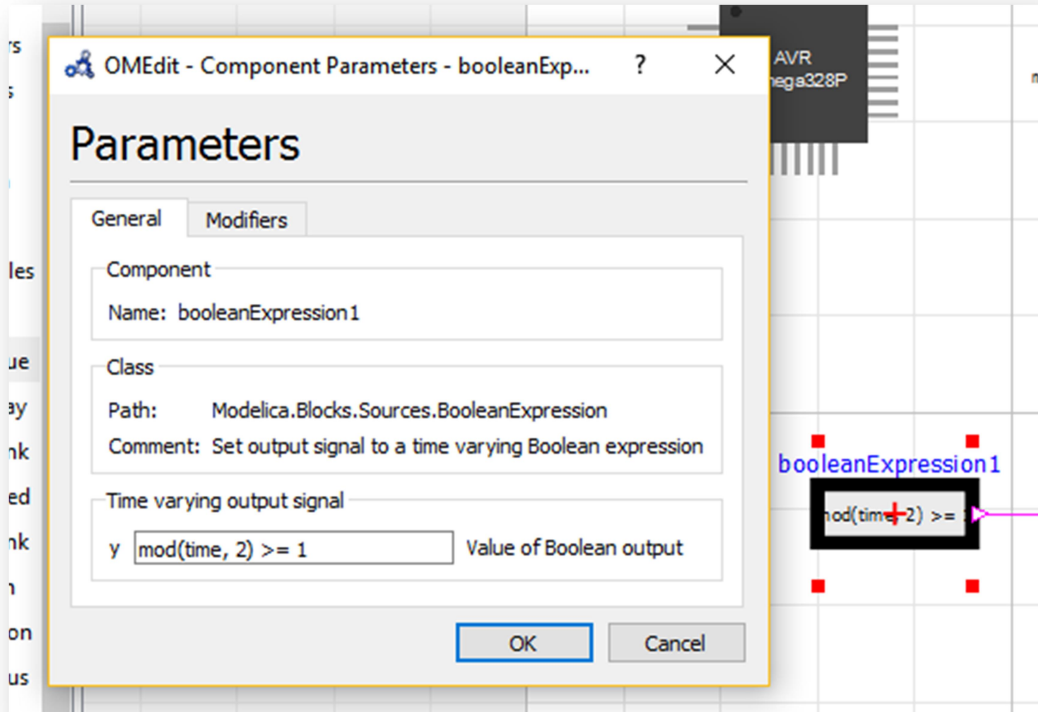 OMEdit - Component Parameters - booleanExp...
?
Parameters
General
Modifiers
Component
Name: booleanExpression1
Class
Path: Modelica.Blocks.Sources.BooleanExpression
Comment: Set output signal to a time varying Boolean expression
Time varying output signal
y mod(time, 2) >= 1 Value of Boolean output
OK
Cancel
AVR
booleanExpression1
2) >=